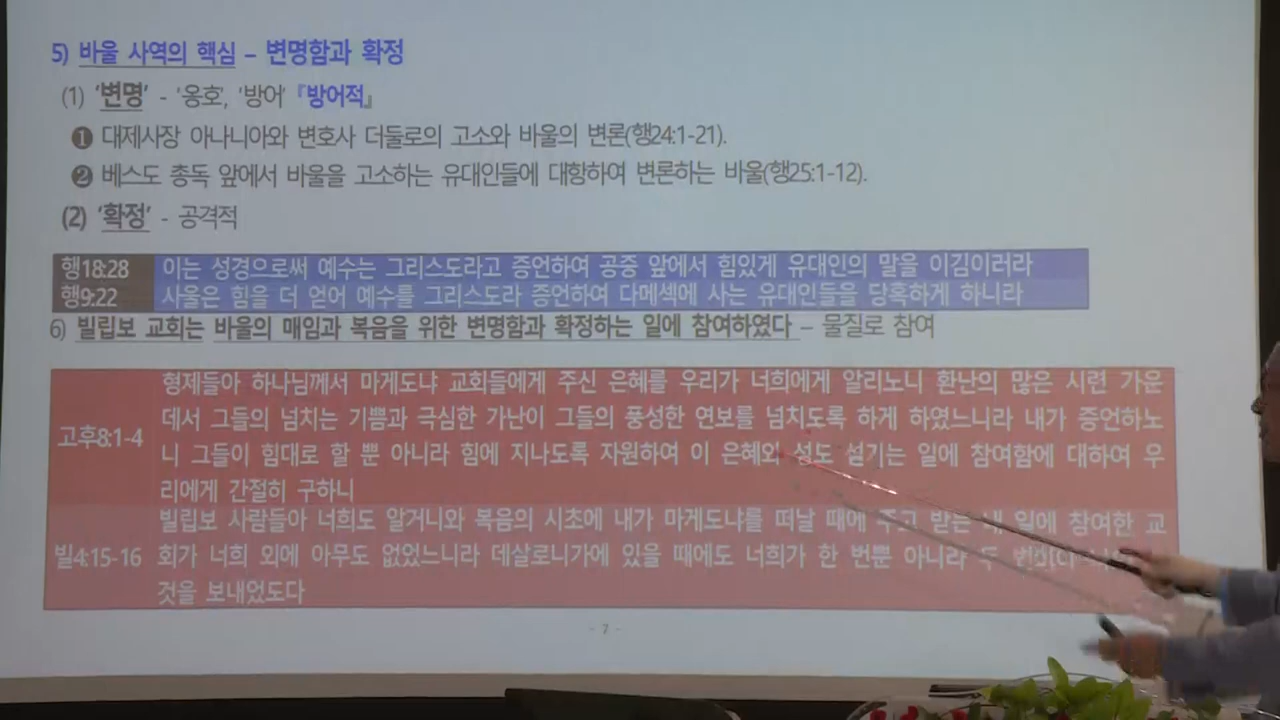 5) 바울 사역의 핵심 – 변명함과 확정
(1) '변명' - '옹호', '방어' 『방어적』
❶ 대제사장 아나니아와 변호사 더둘로의 고소와 바울의 변론(행24:1-21).
❷ 베스도 총독 앞에서 바울을 고소하는 유대인들에 대항하여 변론하는 바울(행25:1-12).
(2) '확정' - 공격적
행18:28 이는 성경으로써 예수는 그리스도라고 증언하여 공중 앞에서 힘있게 유대인의 말을 이김이러라
행9:22 사울은 힘을 더 얻어 예수를 그리스도라 증언하여 다메섹에 사는 유대인들을 당혹하게 하니라
6) 빌립보 교회는 바울의 매임과 복음을 위한 변명함과 확정하는 일에 참여하였다 – 물질로 참여
고후8:1-4
형제들아 하나님께서 마게도냐 교회들에게 주신 은혜를 우리가 너희에게 알리노니 환난의 많은 시련 가운
데서 그들의 넘치는 기쁨과 극심한 가난이 그들의 풍성한 연보를 넘치도록 하게 하였느니라 내가 증언하노
니 그들이 힘대로 할 뿐 아니라 힘에 지나도록 자원하여 이 은혜와 성도 섬기는 일에 참여함에 대하여 우
리에게 간절히 구하니
빌4:15-16
빌립보 사람들아 너희도 알거니와 복음의 시초에 내가 마게도냐를 떠날 때에 주고 받는 내 일에 참여한 교
회가 너희 외에 아무도 없었느니라 데살로니가에 있을 때에도 너희가 한 번뿐 아니라 두
것을 보내었도다
- 7 -